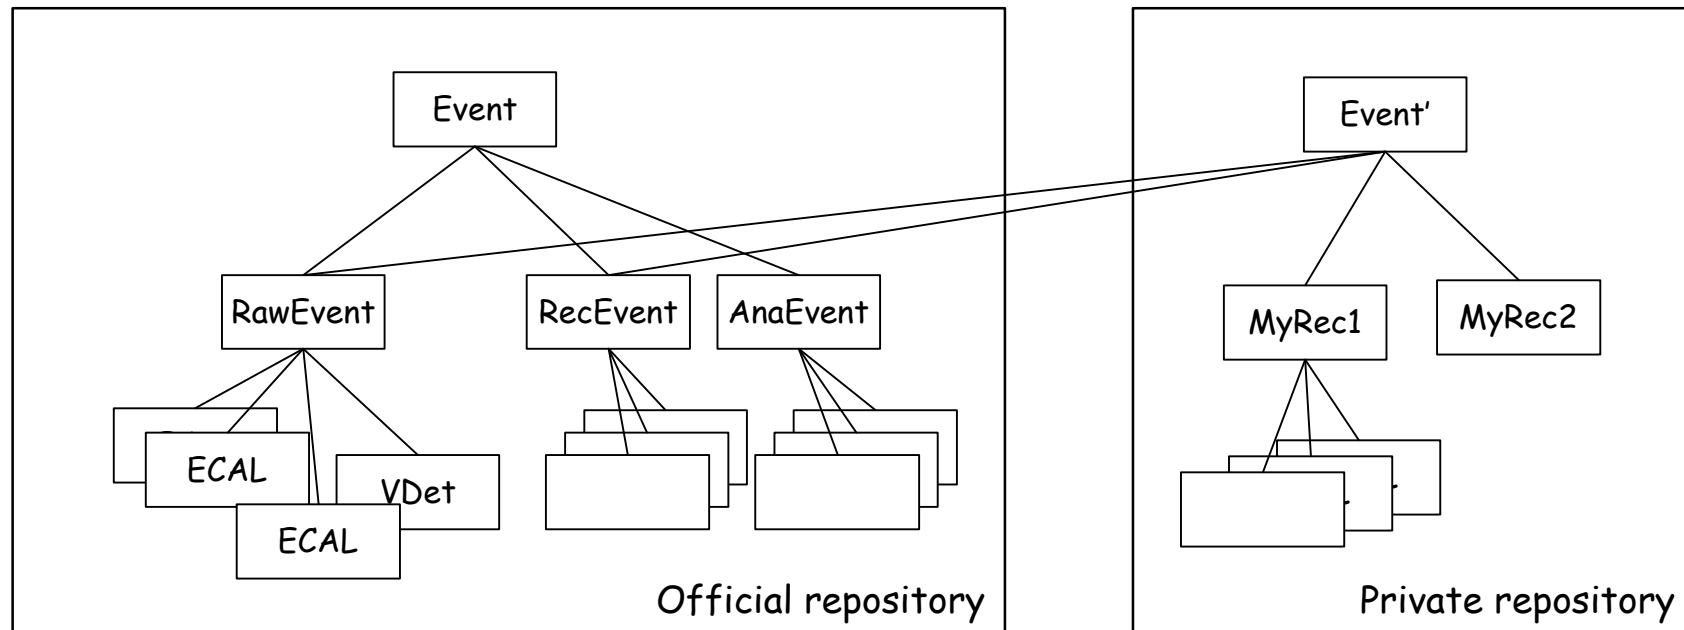 Event
Event'
RawEvent
RecEvent
AnaEvent
MyRec1
MyRec2
ECAL
VDet
ECAL
Official repository
Private repository